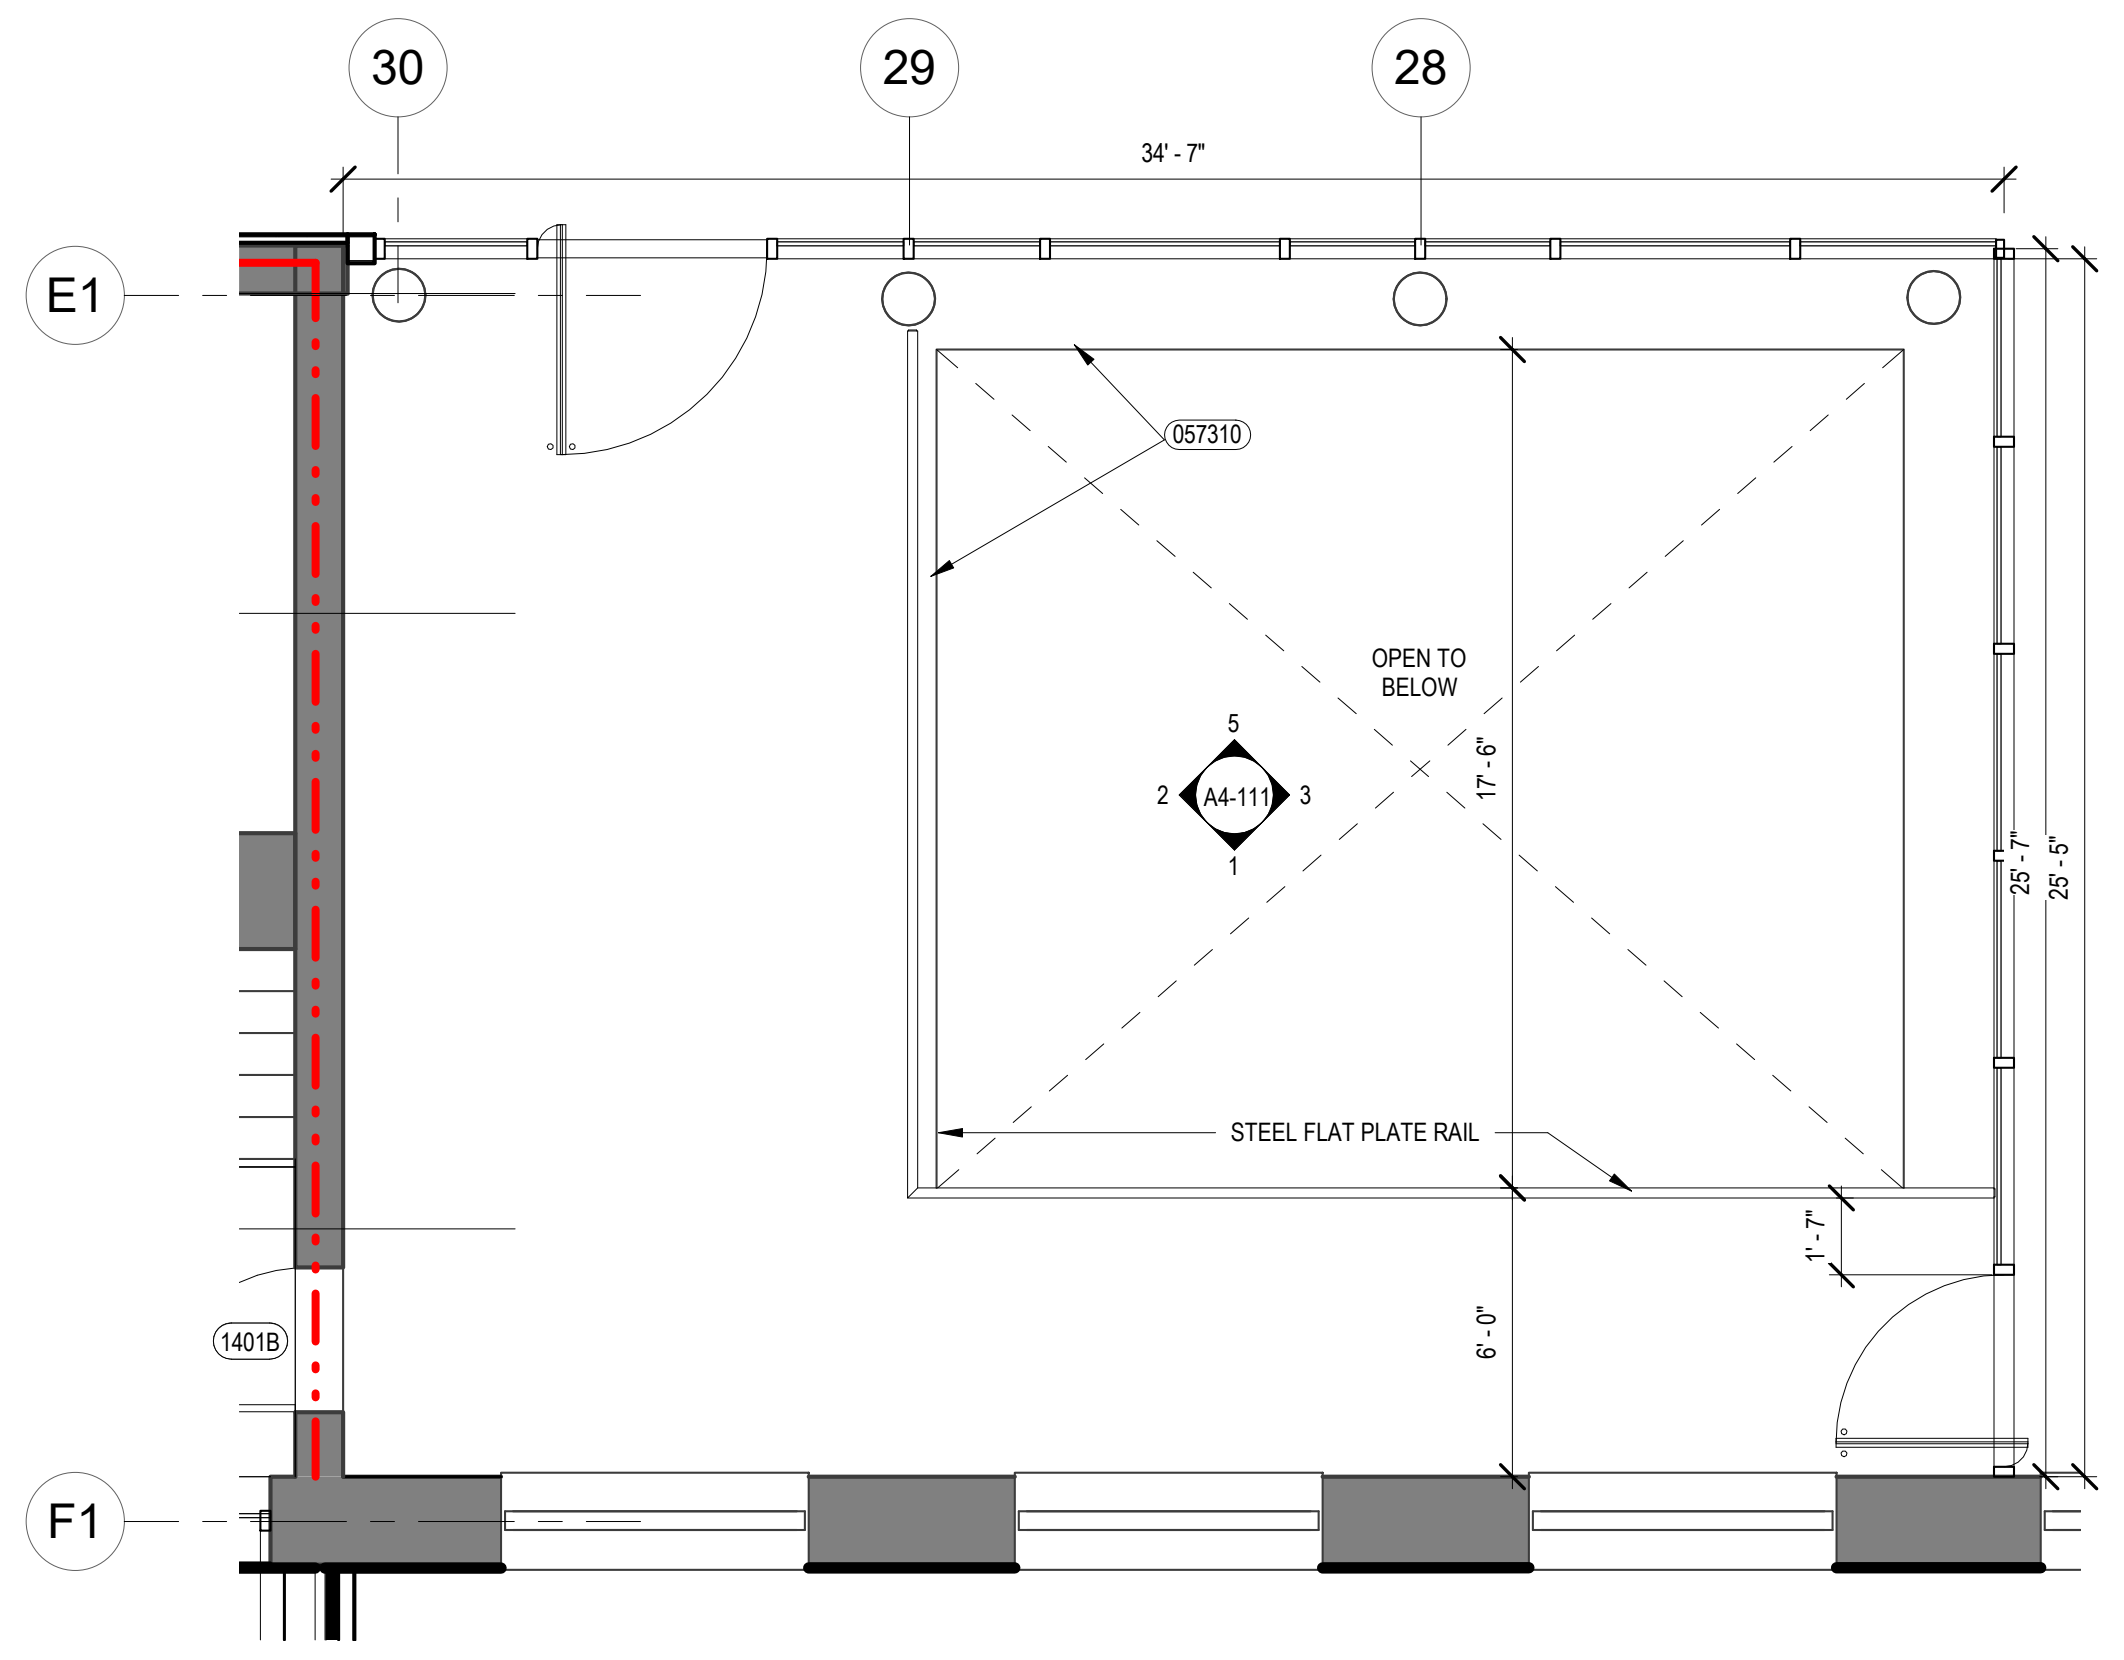 30
29
28
34' - 7"
E1
057310
OPEN TO
BELOW
17' - 6"
5
2
A4-111
3
1
25' - 7"
25' - 5"
STEEL FLAT PLATE RAIL
1' - 7"
6' - 0"
1401B
F1